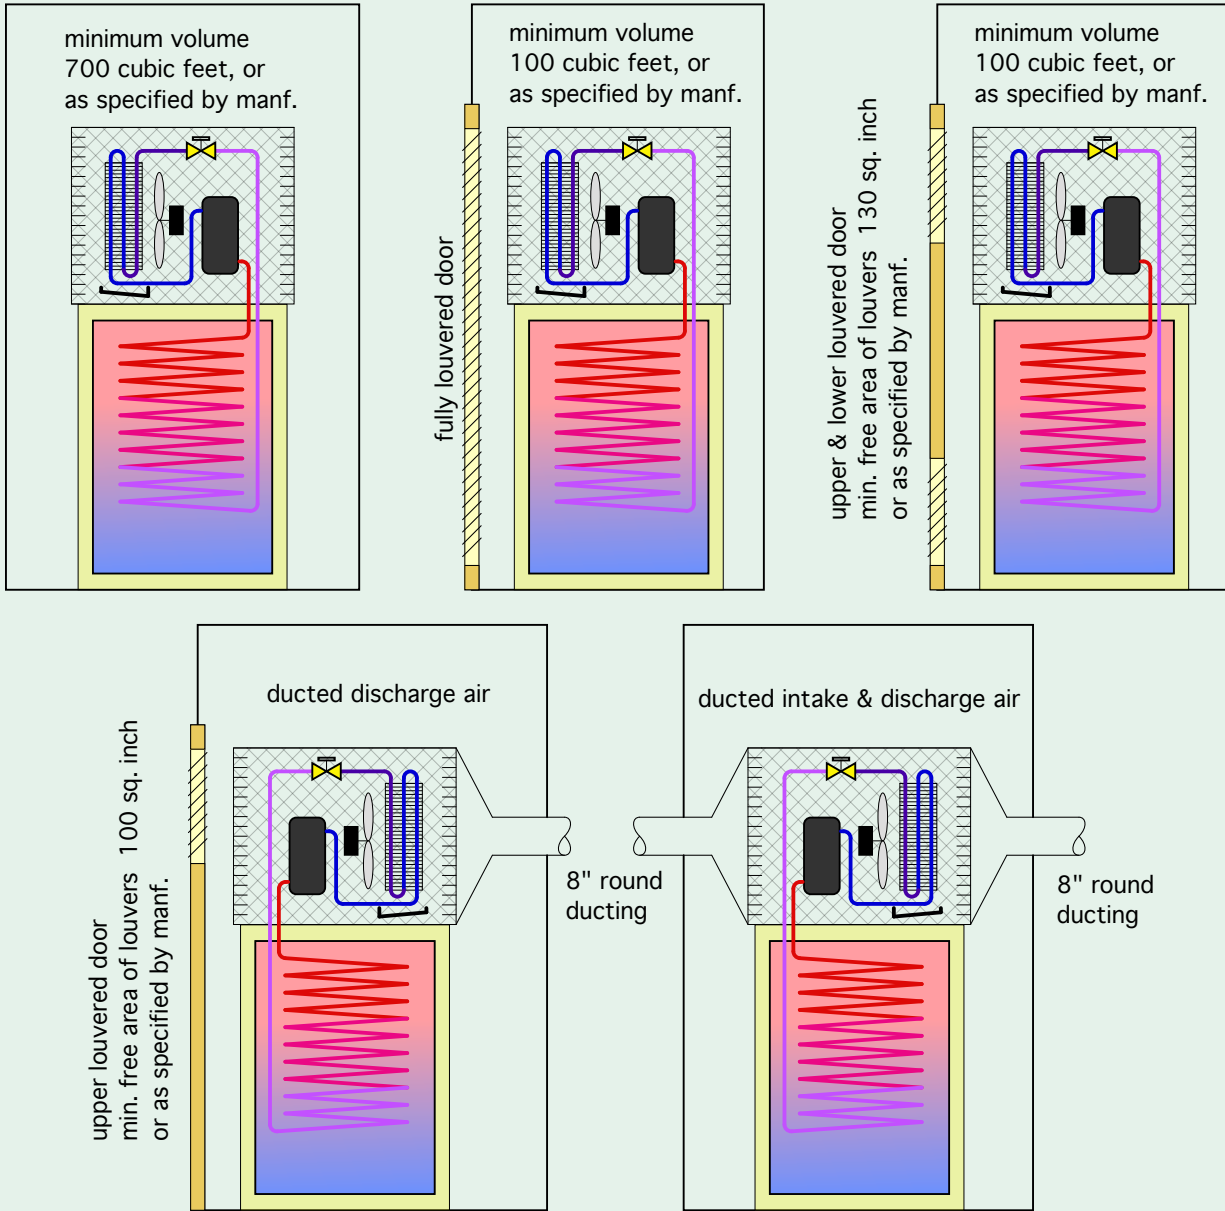 minimum volume
700 cubic feet, or
as specified by manf.
fully louvered door
minimum volume
100 cubic feet, or
as specified by manf.
upper & lower louvered door
min. free area of louvers 130 sq. inch
or as specified by manf.
minimum volume
100 cubic feet, or
as specified by manf.
upper louvered door
min. free area of louvers 100 sq. inch
or as specified by manf.
ducted discharge air
8" round
ducting
ducted intake & discharge air
8" round
ducting